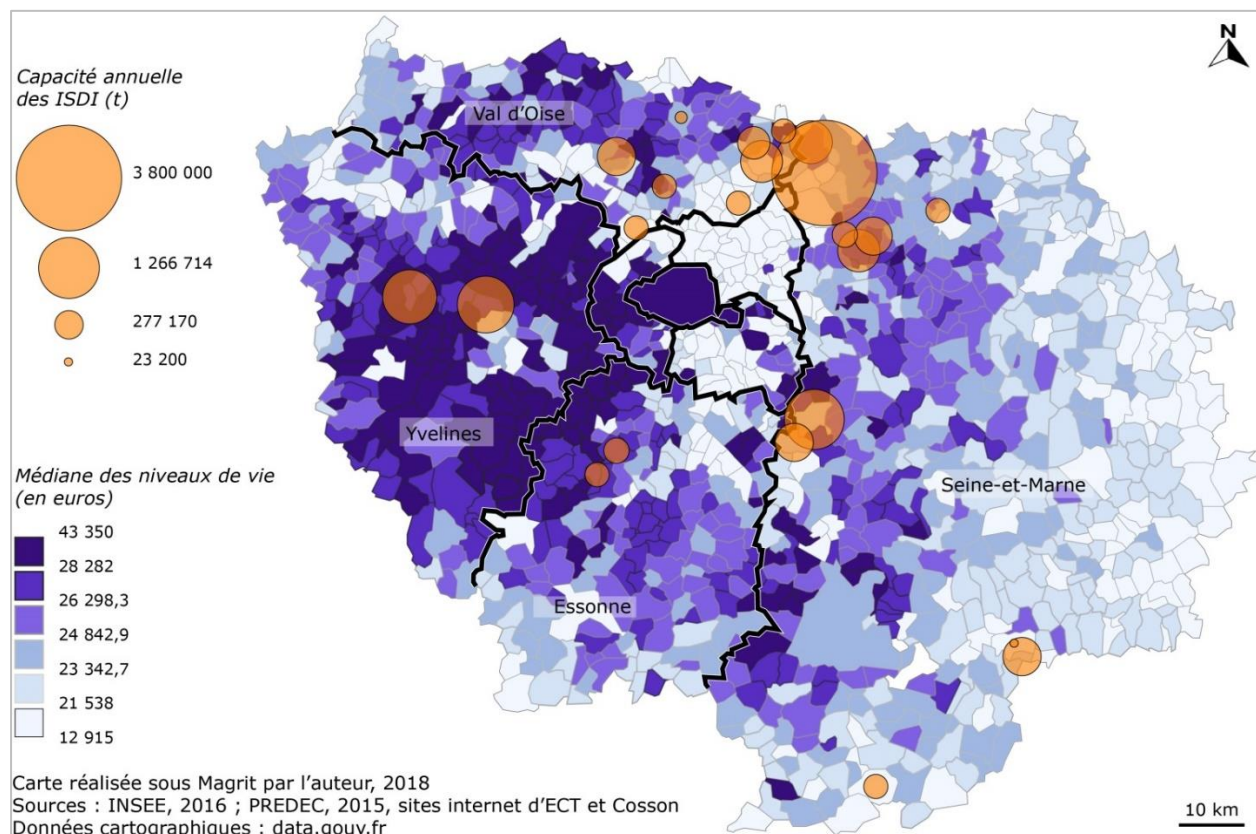 Capacité annuelle
des ISDI (t)
3 800 000
1 266 714
277 170
23 200
N
Val d'Oise
Yvelines
Essonne
Seine-et-Marne
Médiane des niveaux de vie
(en euros)
43 350
28 282
26 298,3
24 842,9
23 342,7
21 538
12 915
Carte réalisée sous Magrit par l'auteur, 2018
Sources : INSEE, 2016 ; PREDEC, 2015, sites internet d'ECT et Cosson
Données cartographiques : data.gouv.fr
10 km